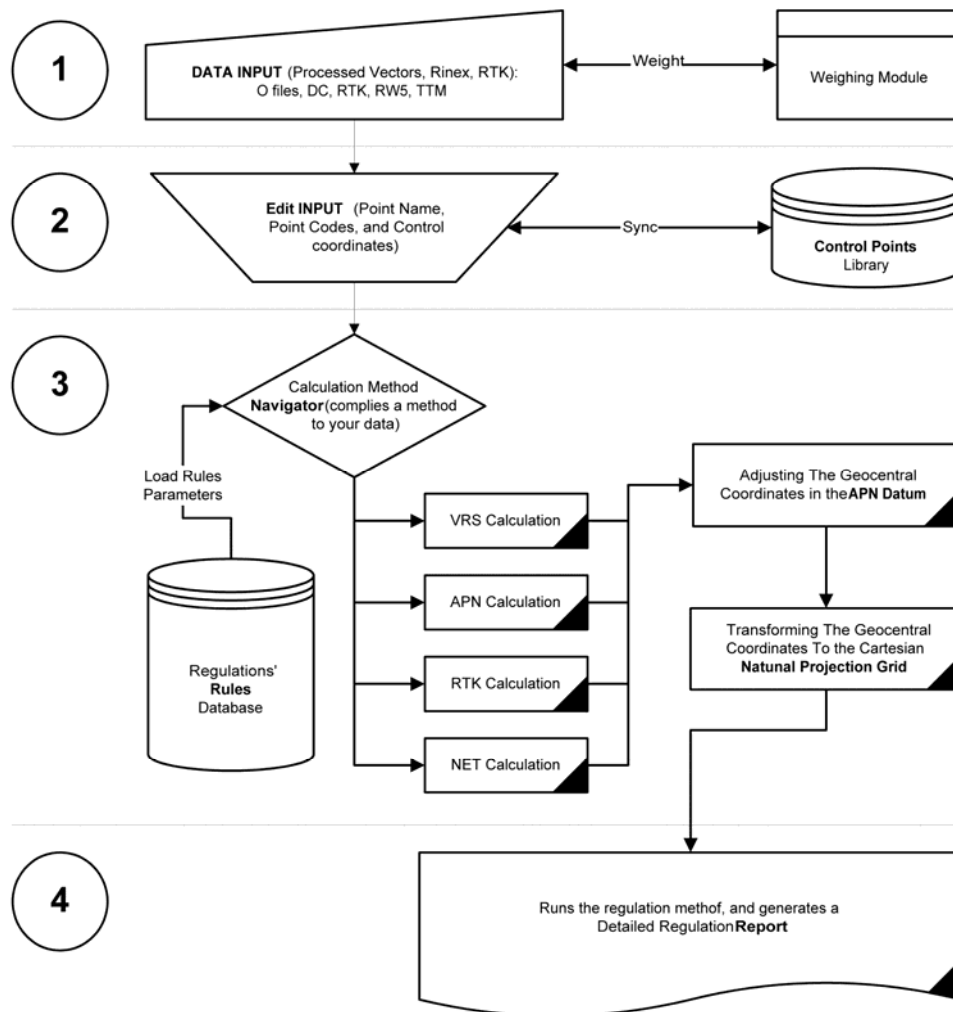 1
DATA INPUT (Processed Vectors, Rinex, RTK):
O files, DC, RTK, RW5, TTM
Weight
Weighing Module
2
Edit INPUT (Point Name,
Point Codes, and Control
coordinates)
Sync
Control Points
Library
3
Calculation Method
Navigator(complies a method
to your data)
Load Rules
Parameters
Regulations'
Rules
Database
VRS Calculation
APN Calculation
RTK Calculation
NET Calculation
Adjusting The Geocentral
Coordinates in theAPN Datum
Transforming The Geocentral
Coordinates To the Cartesian
Natunal Projection Grid
4
Runs the regulation methof, and generates a
Detailed RegulationReport